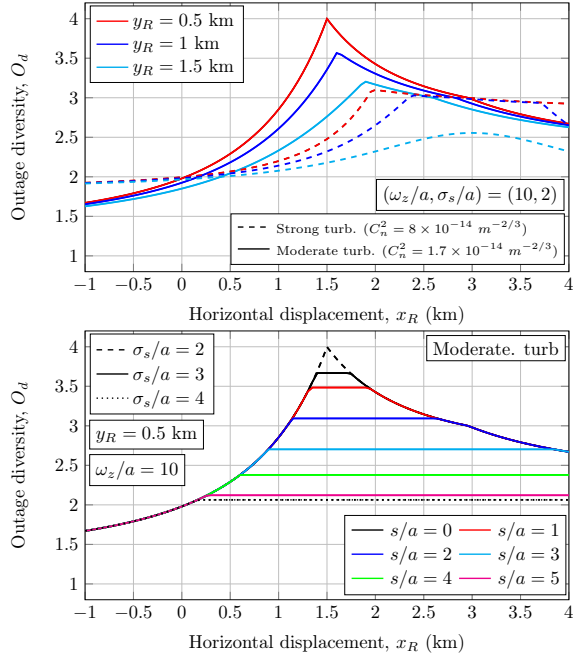 4
3.5
3
2.5
2
1.5
1
Outage diversity, O_d
y_R = 0.5 km
y_R = 1 km
y_R = 1.5 km
(ω_z/a, σ_s/a) = (10, 2)
Strong turb. (C_n^2 = 8 × 10^{-14} m^{-2/3})
Moderate turb. (C_n^2 = 1.7 × 10^{-14} m^{-2/3})
−1 −0.5 0 0.5 1 1.5 2 2.5 3 3.5 4
Horizontal displacement, x_R (km)
4
3.5
3
2.5
2
1.5
1
Outage diversity, O_d
σ_s/a = 2
σ_s/a = 3
σ_s/a = 4
Moderate. turb
y_R = 0.5 km
ω_z/a = 10
s/a = 0 s/a = 1
s/a = 2 s/a = 3
s/a = 4 s/a = 5
−1 −0.5 0 0.5 1 1.5 2 2.5 3 3.5 4
Horizontal displacement, x_R (km)